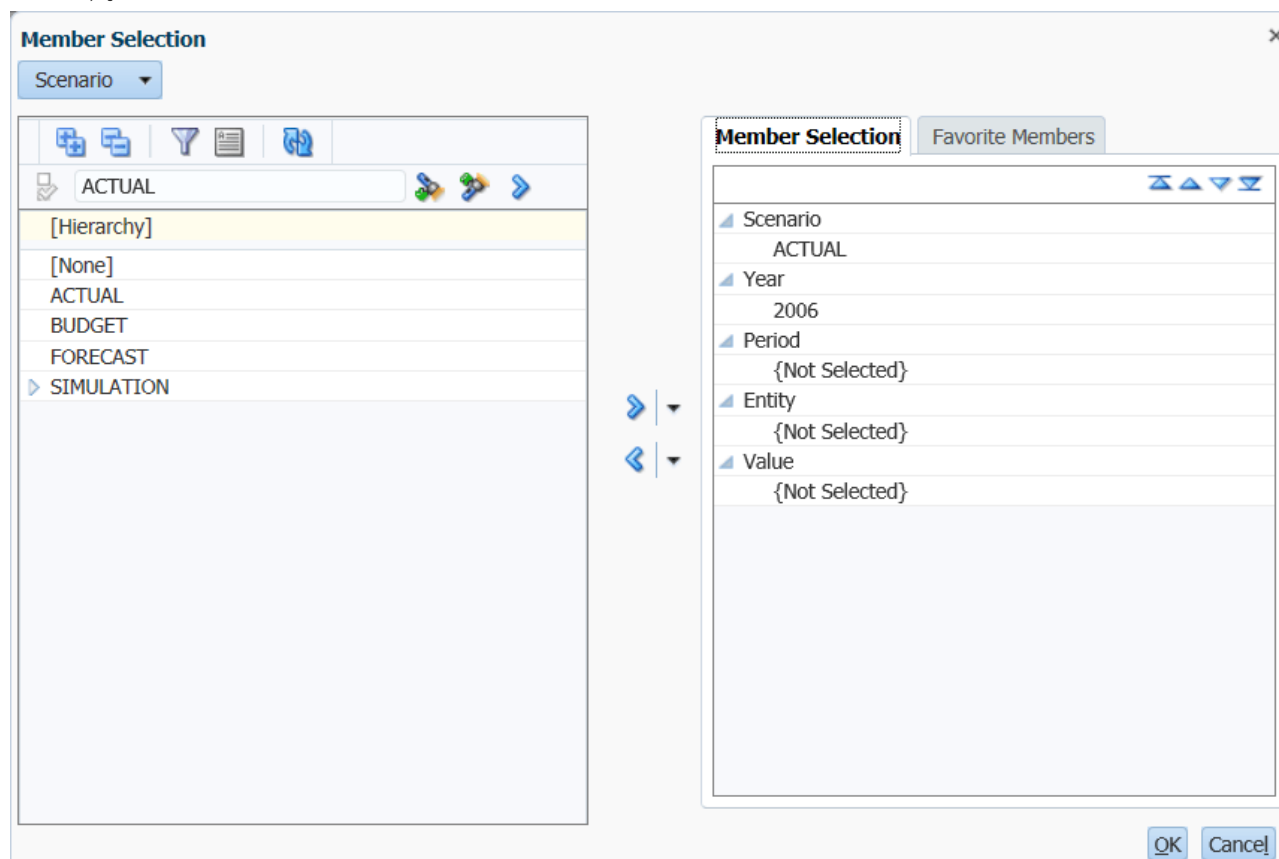 Member Selection
Scenario
ACTUAL
[Hierarchy]
[None]
ACTUAL
BUDGET
FORECAST
SIMULATION
Member Selection
Favorite Members
Scenario
ACTUAL
Year
2006
Period
{Not Selected}
Entity
{Not Selected}
Value
{Not Selected}
OK
Cancel